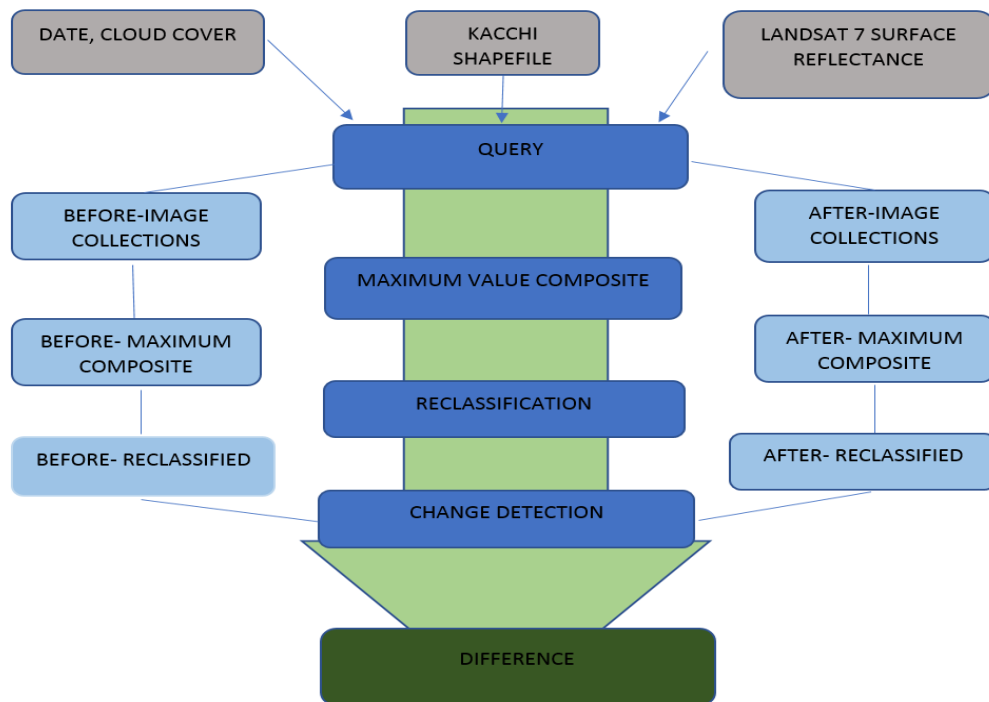 DATE, CLOUD COVER
KACCHI
SHAPEFILE
LANDSAT 7 SURFACE
REFLECTANCE
QUERY
BEFORE-IMAGE
COLLECTIONS
AFTER-IMAGE
COLLECTIONS
MAXIMUM VALUE COMPOSITE
BEFORE- MAXIMUM
COMPOSITE
AFTER- MAXIMUM
COMPOSITE
RECLASSIFICATION
BEFORE- RECLASSIFIED
AFTER- RECLASSIFIED
CHANGE DETECTION
DIFFERENCE